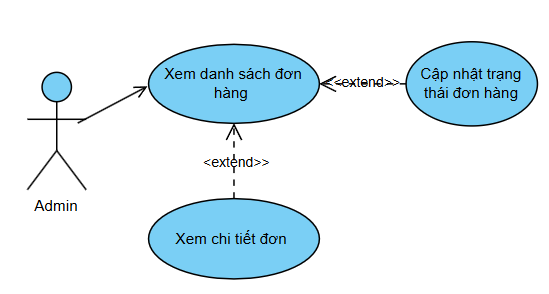 Xem danh sách đơn
hàng
<extend>>
Cập nhật trạng
thái đơn hàng
<extend>>
Admin
Xem chi tiết đơn